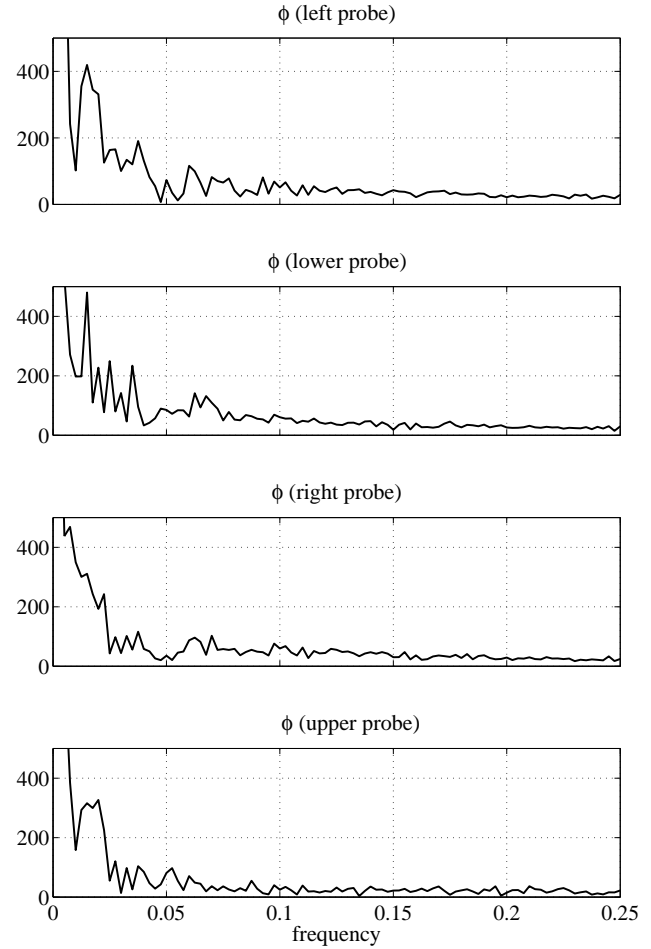 ϕ (left probe)
400
200
0
ϕ (lower probe)
400
200
0
ϕ (right probe)
400
200
0
ϕ (upper probe)
400
200
0
0 0.05 0.1 0.15 0.2 0.25
frequency